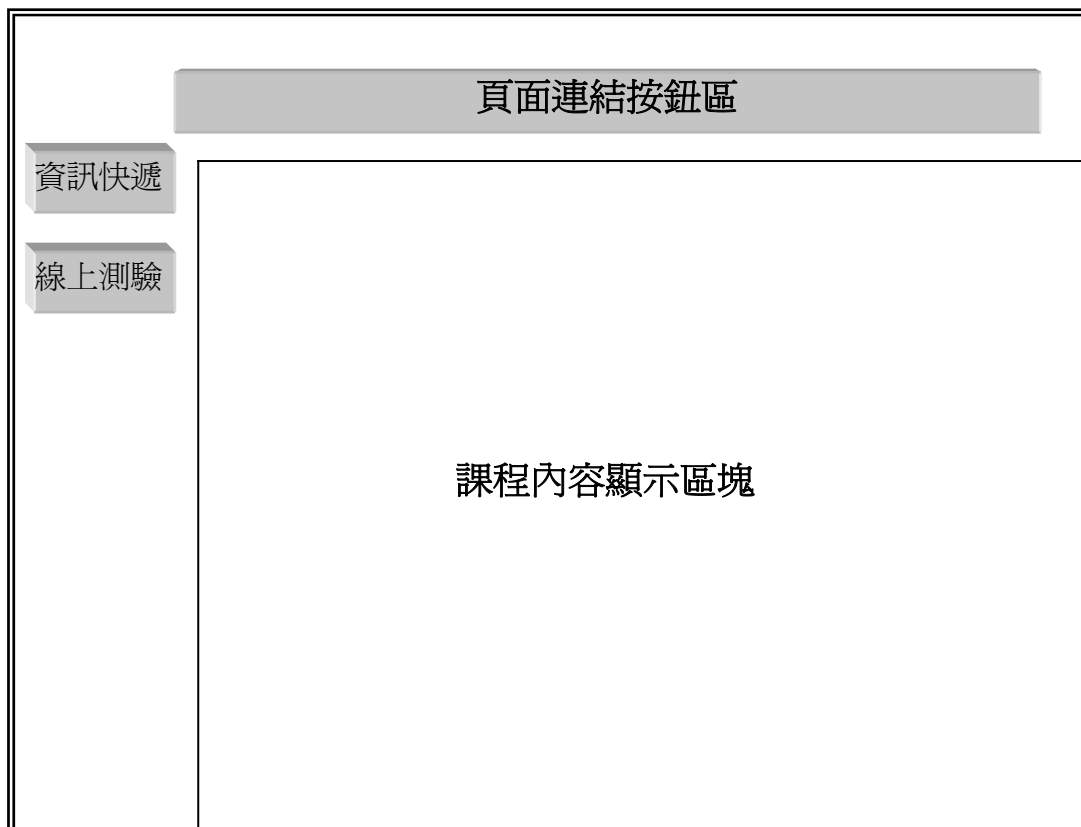 頁面連結按鈕區
資訊快遞
線上測驗
課程內容顯示區塊